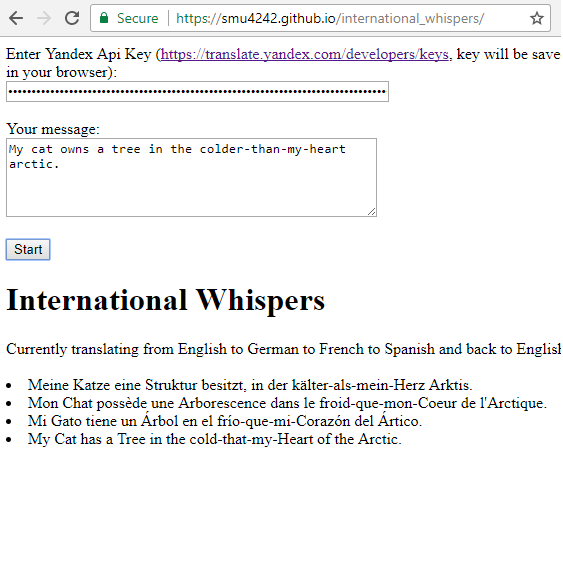 Secure https://smu4242.github.io/international_whispers/
Enter Yandex Api Key (https://translate.yandex.com/developers/keys, key will be save
in your browser):
Your message:
My cat owns a tree in the colder-than-my-heart
arctic.
Start
International Whispers
Currently translating from English to German to French to Spanish and back to English
• Meine Katze eine Struktur besitzt, in der kälter-als-mein-Herz Arktis.
• Mon Chat possède une Arborescence dans le froid-que-mon-Coeur de l'Arctique.
• Mi Gato tiene un Árbol en el frío-que-mi-Corazón del Ártico.
• My Cat has a Tree in the cold-that-my-Heart of the Arctic.